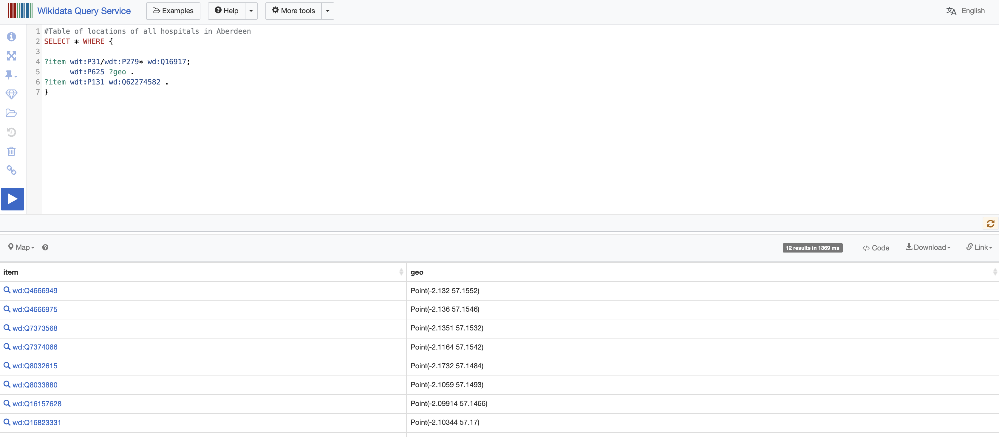 Wikidata Query Service Examples Help More tools English
1 #Table of locations of all hospitals in Aberdeen
2 SELECT * WHERE {
3
4 ?item wdt:P31/wdt:P279* wd:Q16917;
5 wdt:P625 ?geo .
6 ?item wdt:P131 wd:Q62274582 .
7 }
Map 12 results in 1369 ms </> Code Download Link
item geo
wd:Q4666949 Point(-2.132 57.1552)
wd:Q4666975 Point(-2.136 57.1546)
wd:Q7373568 Point(-2.1351 57.1532)
wd:Q7374066 Point(-2.1164 57.1542)
wd:Q8032615 Point(-2.1732 57.1484)
wd:Q8033880 Point(-2.1059 57.1493)
wd:Q16157628 Point(-2.09914 57.1466)
wd:Q16823331 Point(-2.10344 57.17)